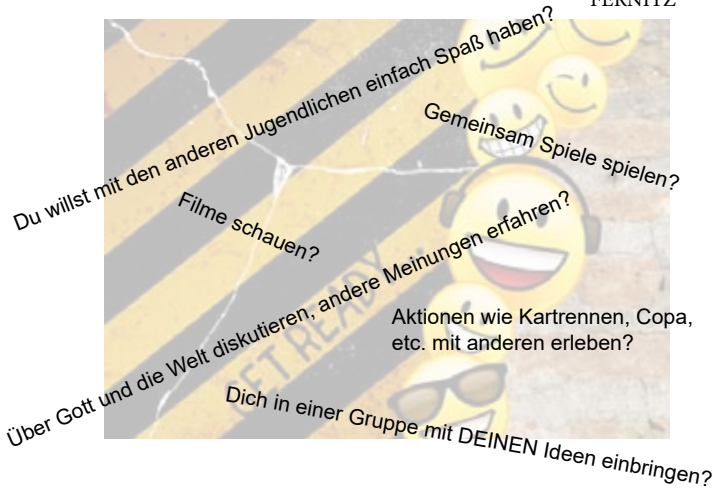 FERNITZ
Du willst mit den anderen Jugendlichen einfach Spaß haben?
Gemeinsam Spiele spielen?
Filme schauen?
Über Gott und die Welt diskutieren, andere Meinungen erfahren?
GET READY
Aktionen wie Kartrennen, Copa,
etc. mit anderen erleben?
Dich in einer Gruppe mit DEINEN Ideen einbringen?